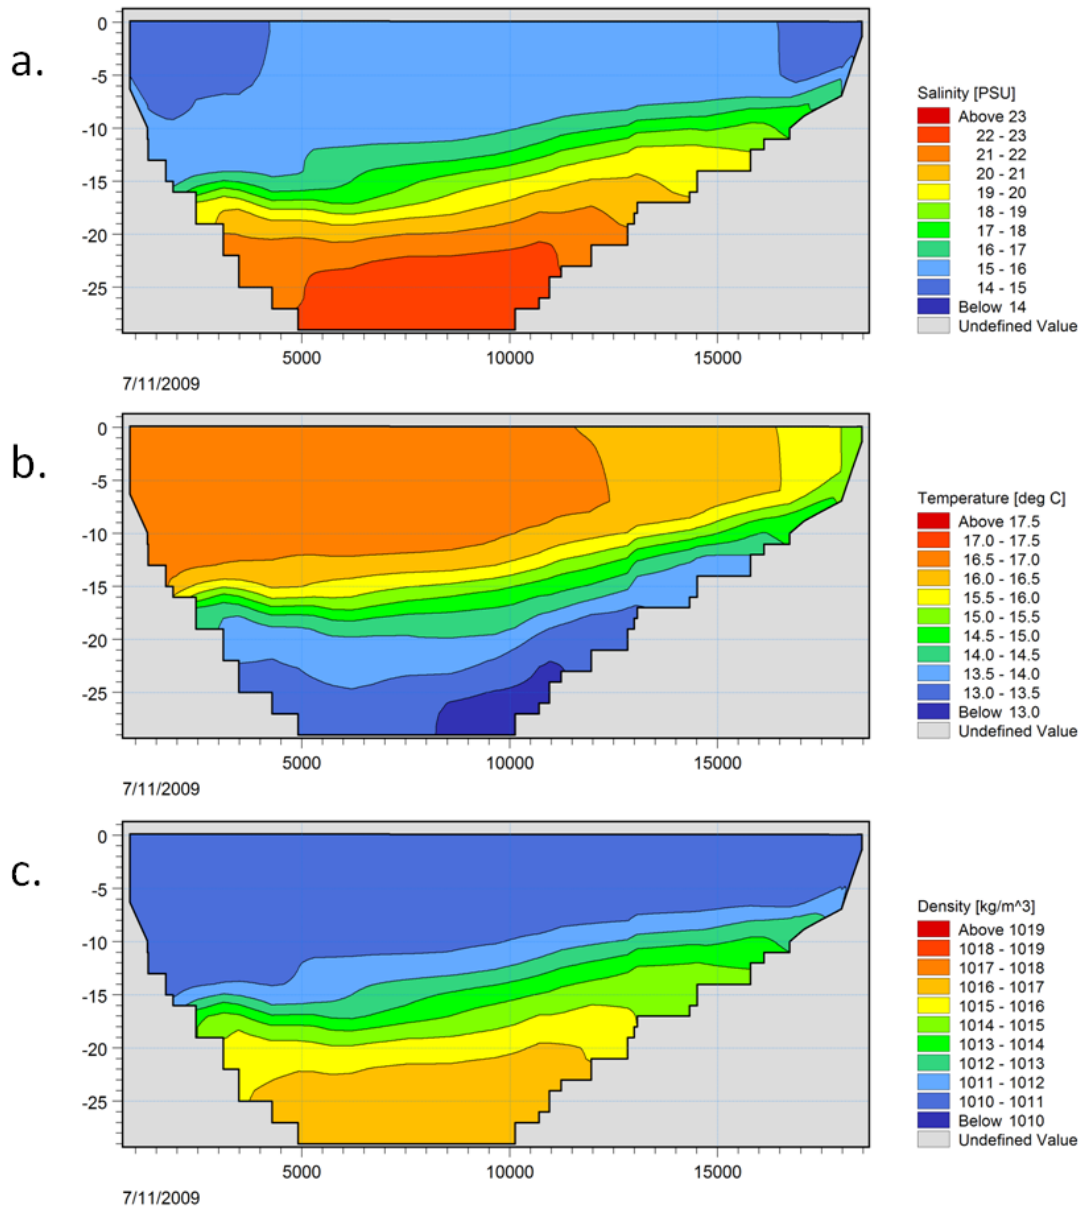 a.
0
-5
-10
-15
-20
-25
5000
10000
15000
7/11/2009
Salinity [PSU]
Above 23
22 - 23
21 - 22
20 - 21
19 - 20
18 - 19
17 - 18
16 - 17
15 - 16
14 - 15
Below 14
Undefined Value
b.
0
-5
-10
-15
-20
-25
5000
10000
15000
7/11/2009
Temperature [deg C]
Above 17.5
17.0 - 17.5
16.5 - 17.0
16.0 - 16.5
15.5 - 16.0
15.0 - 15.5
14.5 - 15.0
14.0 - 14.5
13.5 - 14.0
13.0 - 13.5
Below 13.0
Undefined Value
c.
0
-5
-10
-15
-20
-25
5000
10000
15000
7/11/2009
Density [kg/m^3]
Above 1019
1018 - 1019
1017 - 1018
1016 - 1017
1015 - 1016
1014 - 1015
1013 - 1014
1012 - 1013
1011 - 1012
1010 - 1011
Below 1010
Undefined Value